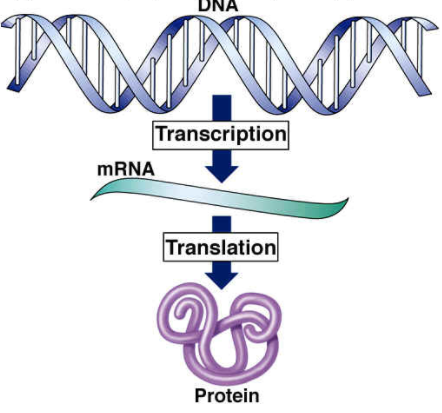 DNA
Transcription
mRNA
Translation
Protein